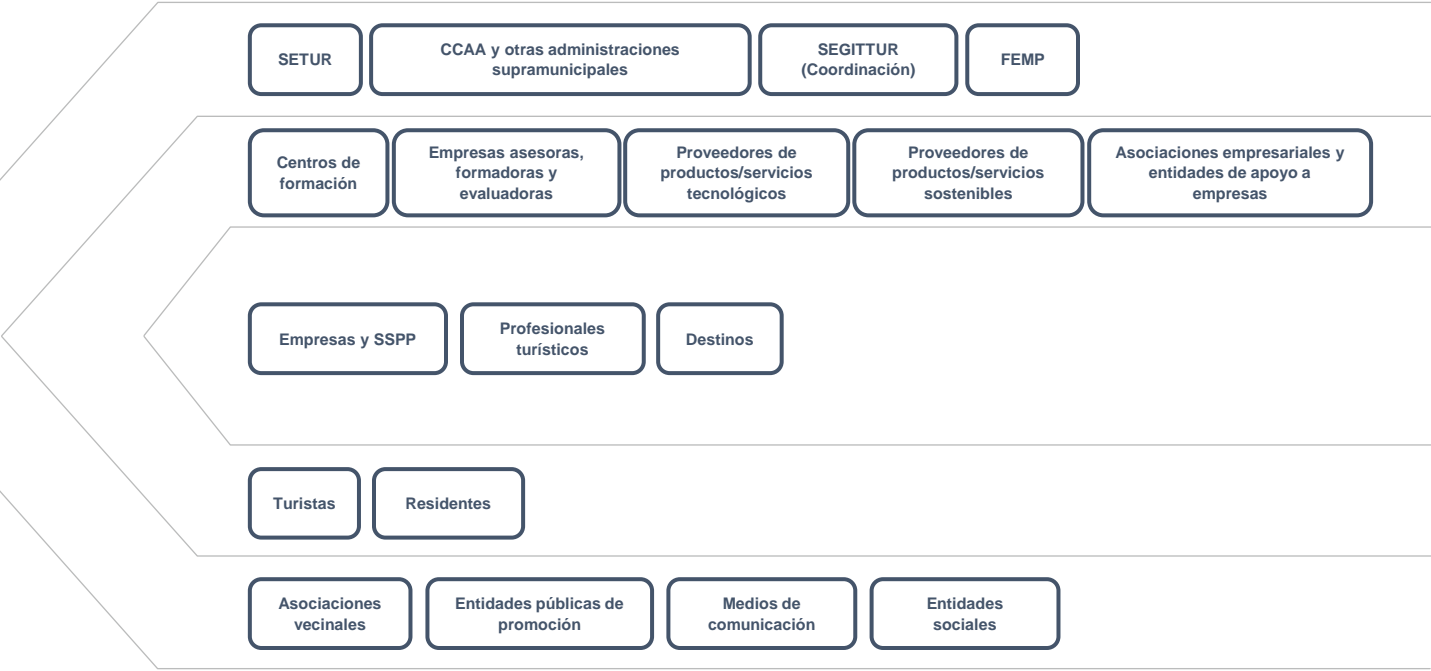 SETUR
CCAA y otras administraciones
supramunicipales
SEGITTUR
(Coordinación)
FEMP
Centros de
formación
Empresas asesoras,
formadoras y
evaluadoras
Proveedores de
productos/servicios
tecnológicos
Proveedores de
productos/servicios
sostenibles
Asociaciones empresariales y
entidades de apoyo a
empresas
Empresas y SSPP
Profesionales
turísticos
Destinos
Turistas
Residentes
Asociaciones
vecinales
Entidades públicas de
promoción
Medios de
comunicación
Entidades
sociales